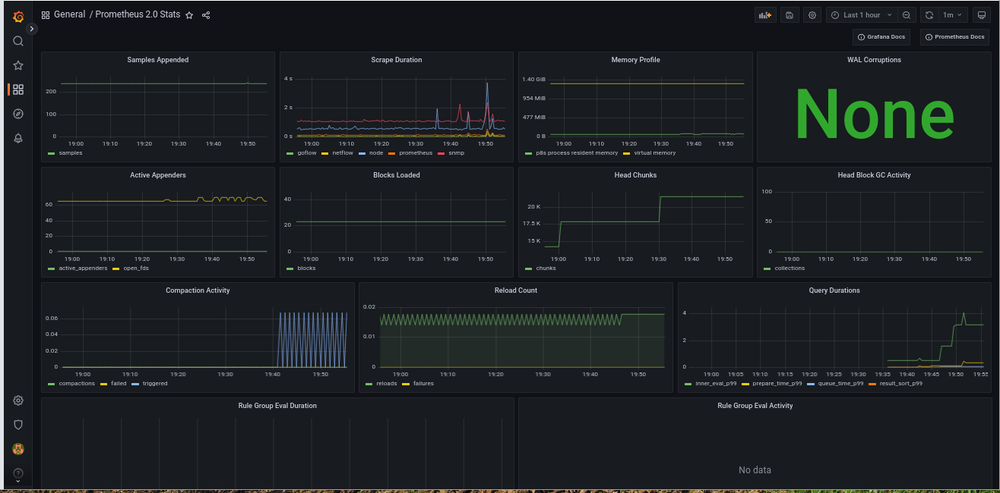 General / Prometheus 2.0 Stats
Last 1 hour
1m
Grafana Docs
Prometheus Docs
Samples Appended
200
100
0
19:00 19:10 19:20 19:30 19:40 19:50
samples
Scrape Duration
4 s
2 s
0 s
19:00 19:10 19:20 19:30 19:40 19:50
goflow netflow node prometheus snmp
Memory Profile
1.40 GiB
954 MiB
477 MiB
0 B
19:00 19:10 19:20 19:30 19:40 19:50
p8s process resident memory virtual memory
WAL Corruptions
None
Active Appenders
60
40
20
0
19:00 19:10 19:20 19:30 19:40 19:50
active_appenders open_fds
Blocks Loaded
40
20
0
19:00 19:10 19:20 19:30 19:40 19:50
blocks
Head Chunks
20 K
17.5 K
15 K
19:00 19:10 19:20 19:30 19:40 19:50
chunks
Head Block GC Activity
100
50
0
19:00 19:10 19:20 19:30 19:40 19:50
collections
Compaction Activity
0.06
0.04
0.02
0
19:00 19:10 19:20 19:30 19:40 19:50
compactions failed triggered
Reload Count
0.02
0.01
0
19:00 19:10 19:20 19:30 19:40 19:50
reloads failures
Query Durations
4
2
0
19:00 19:05 19:10 19:15 19:20 19:25 19:30 19:35 19:40 19:45 19:50 19:55
inner_eval_p99 prepare_time_p99 queue_time_p99 result_sort_p99
Rule Group Eval Duration
Rule Group Eval Activity
No data